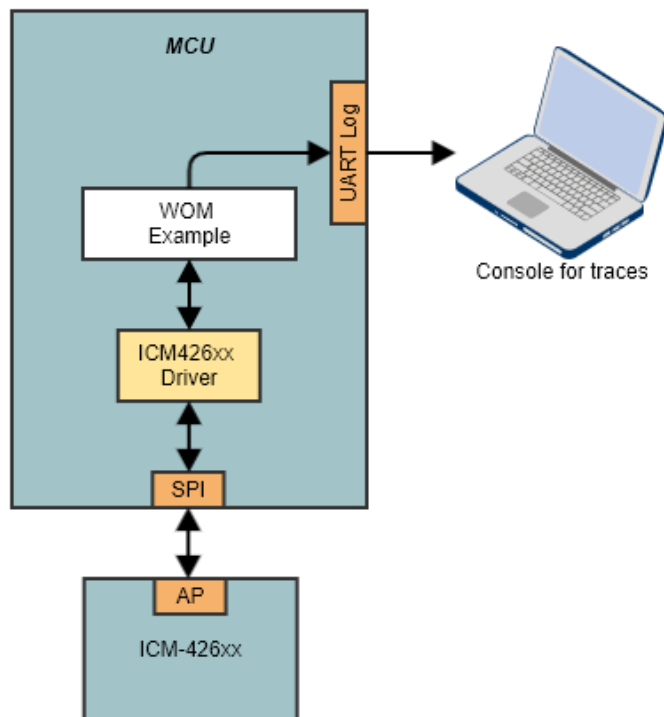 MCU
UART Log
WOM
Example
Console for traces
ICM426xx
Driver
SPI
AP
ICM-426xx